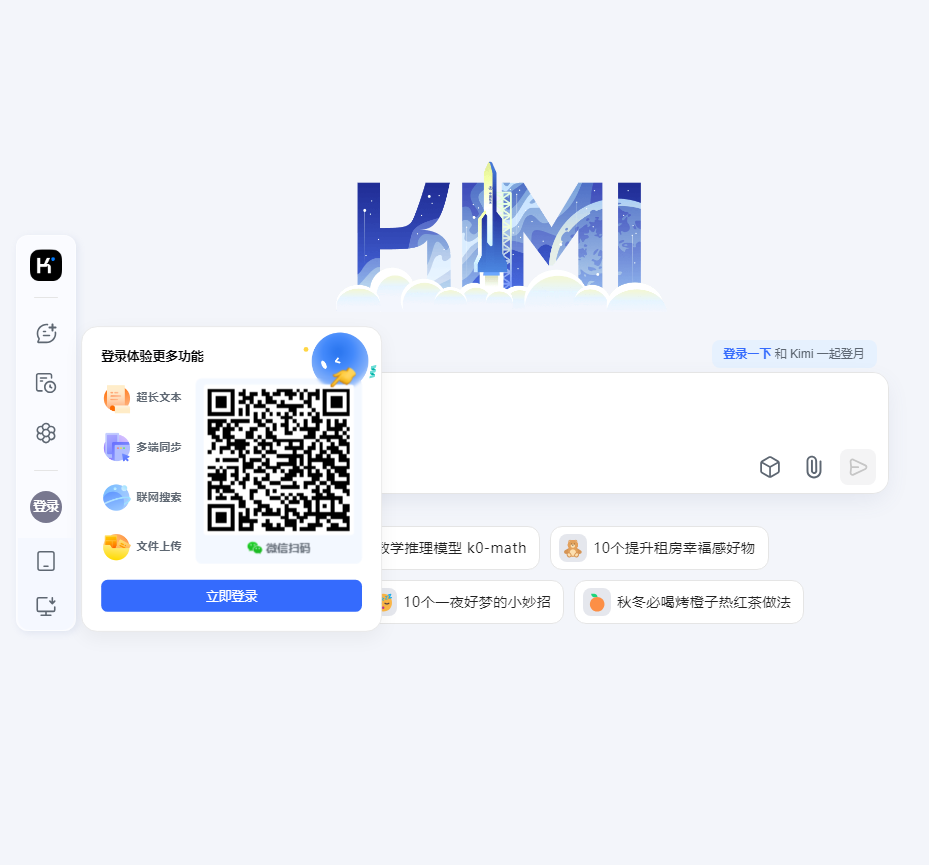 KIMI
登录体验更多功能
登录一下 和 Kimi 一起登月
超长文本
多端同步
联网搜索
文件上传
微信扫码
立即登录
登录
数学推理模型 k0-math
10个提升租房幸福感好物
10个一夜好梦的小妙招
秋冬必喝烤橙子热红茶做法